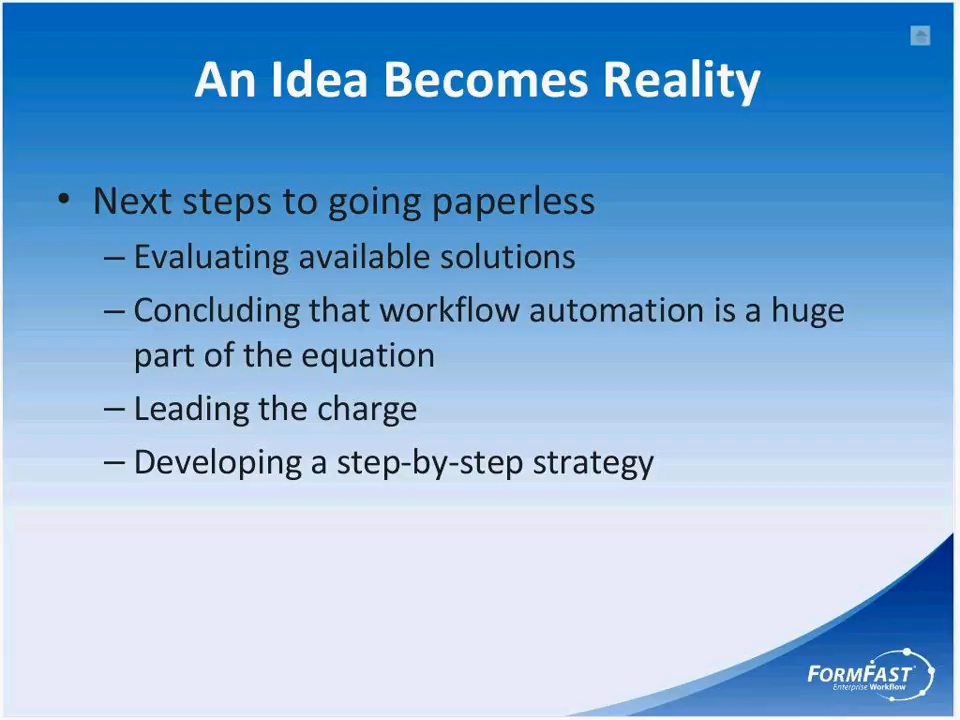 An Idea Becomes Reality
• Next steps to going paperless
– Evaluating available solutions
– Concluding that workflow automation is a huge
part of the equation
– Leading the charge
– Developing a step-by-step strategy
FORMFAST
Enterprise Workflow